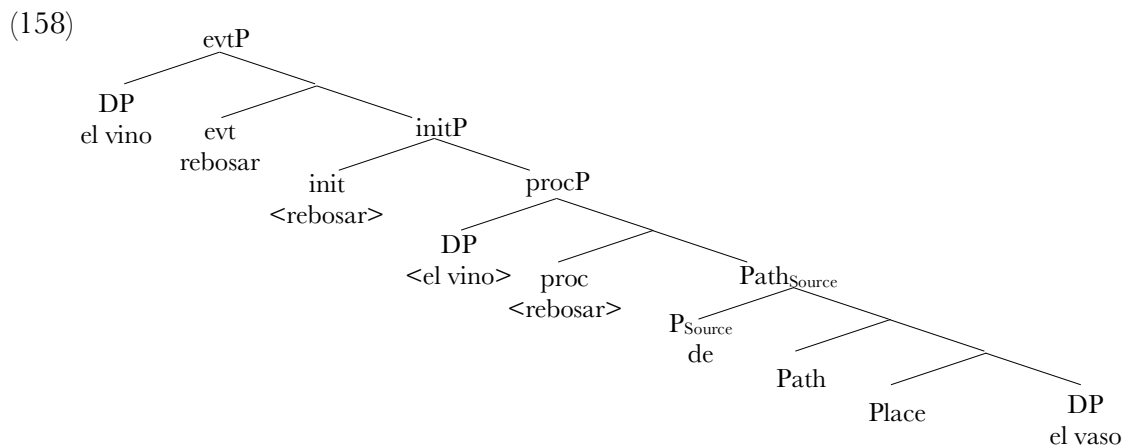 (158)
evtP
DP
el vino
evt
rebosar
initP
init
<rebosar>
procP
DP
<el vino>
proc
<rebosar>
PathSource
PSource
de
Path
Place
DP
el vaso